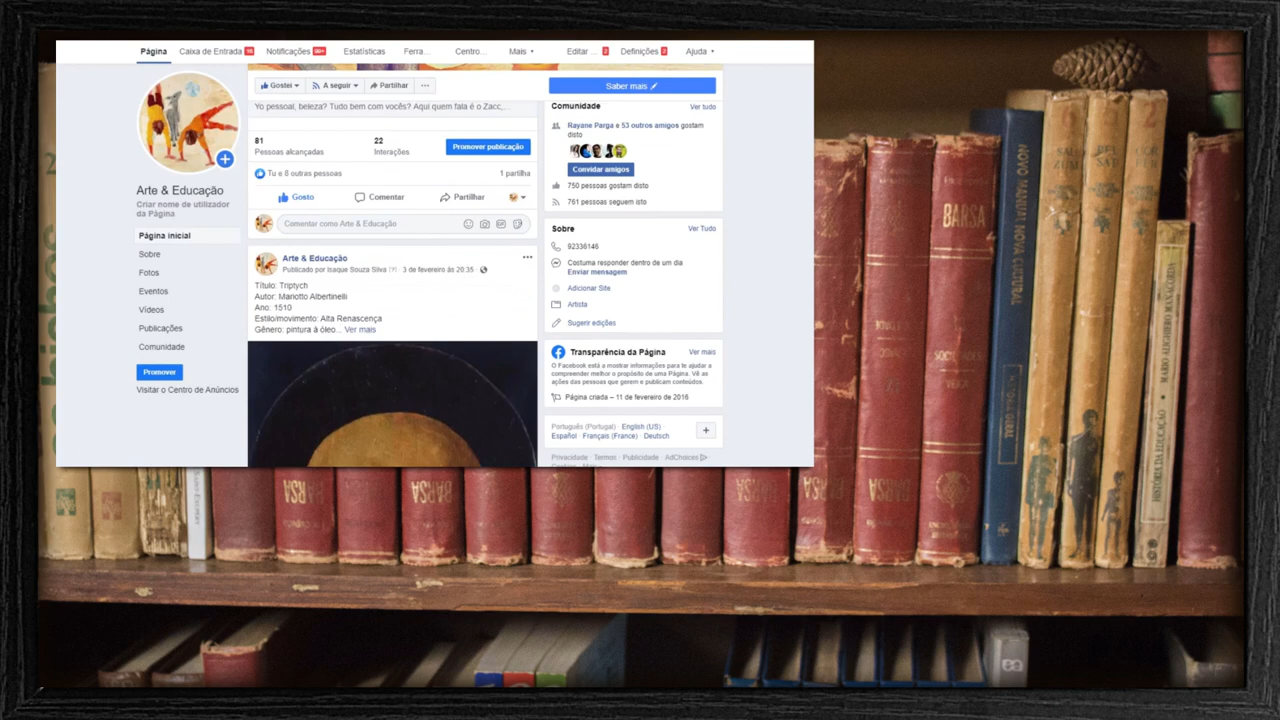 Página Caixa de Entrada Notificações 99+ Estatísticas Ferra... Centro... Mais Editar ... 2 Definições Ajuda
Gostei A seguir Partilhar ... Saber mais
Yo pessoal, beleza? Tudo bem com vocês? Aqui quem fala é o Zacc,...
81
Pessoas alcançadas
22
Interações
Promover publicação
Tu e 8 outras pessoas 1 partilha
Gosto Comentar Partilhar
Comentar como Arte & Educação
Arte & Educação
Criar nome de utilizador
da Página
Página inicial
Sobre
Fotos
Eventos
Vídeos
Publicações
Comunidade
Promover
Visitar o Centro de Anúncios
Arte & Educação
Publicado por Izaque Souza Silva [?] · 3 de fevereiro às 20:35 ·
Título: Triptych
Autor: Mariotto Albertinelli
Ano: 1510
Estilo/movimento: Alta Renascença
Gênero: pintura à óleo... Ver mais
Comunidade Ver tudo
Rayane Parga e 53 outros amigos gostam
disto
Convidar amigos
750 pessoas gostam disto
761 pessoas seguem isto
Sobre Ver Tudo
92336146
Costuma responder dentro de um dia
Enviar mensagem
Adicionar Site
Artista
Sugerir edições
Transparência da Página Ver mais
O Facebook está a mostrar informações para te ajudar a
compreender melhor o propósito de uma Página. Vê as
ações das pessoas que gerem e publicam conteúdos.
Página criada – 11 de fevereiro de 2016
Português (Portugal) · English (US) ·
Español · Français (France) · Deutsch
Privacidade · Termos · Publicidade · AdChoices
BARSA
BARSA
BARSA
BARSA
BARSA
BARSA
NOVO MANUAL NOVA CULTURAL
HISTÓRIA DA EDUCAÇÃO • MARIO ALIGHIERO MANACORDA